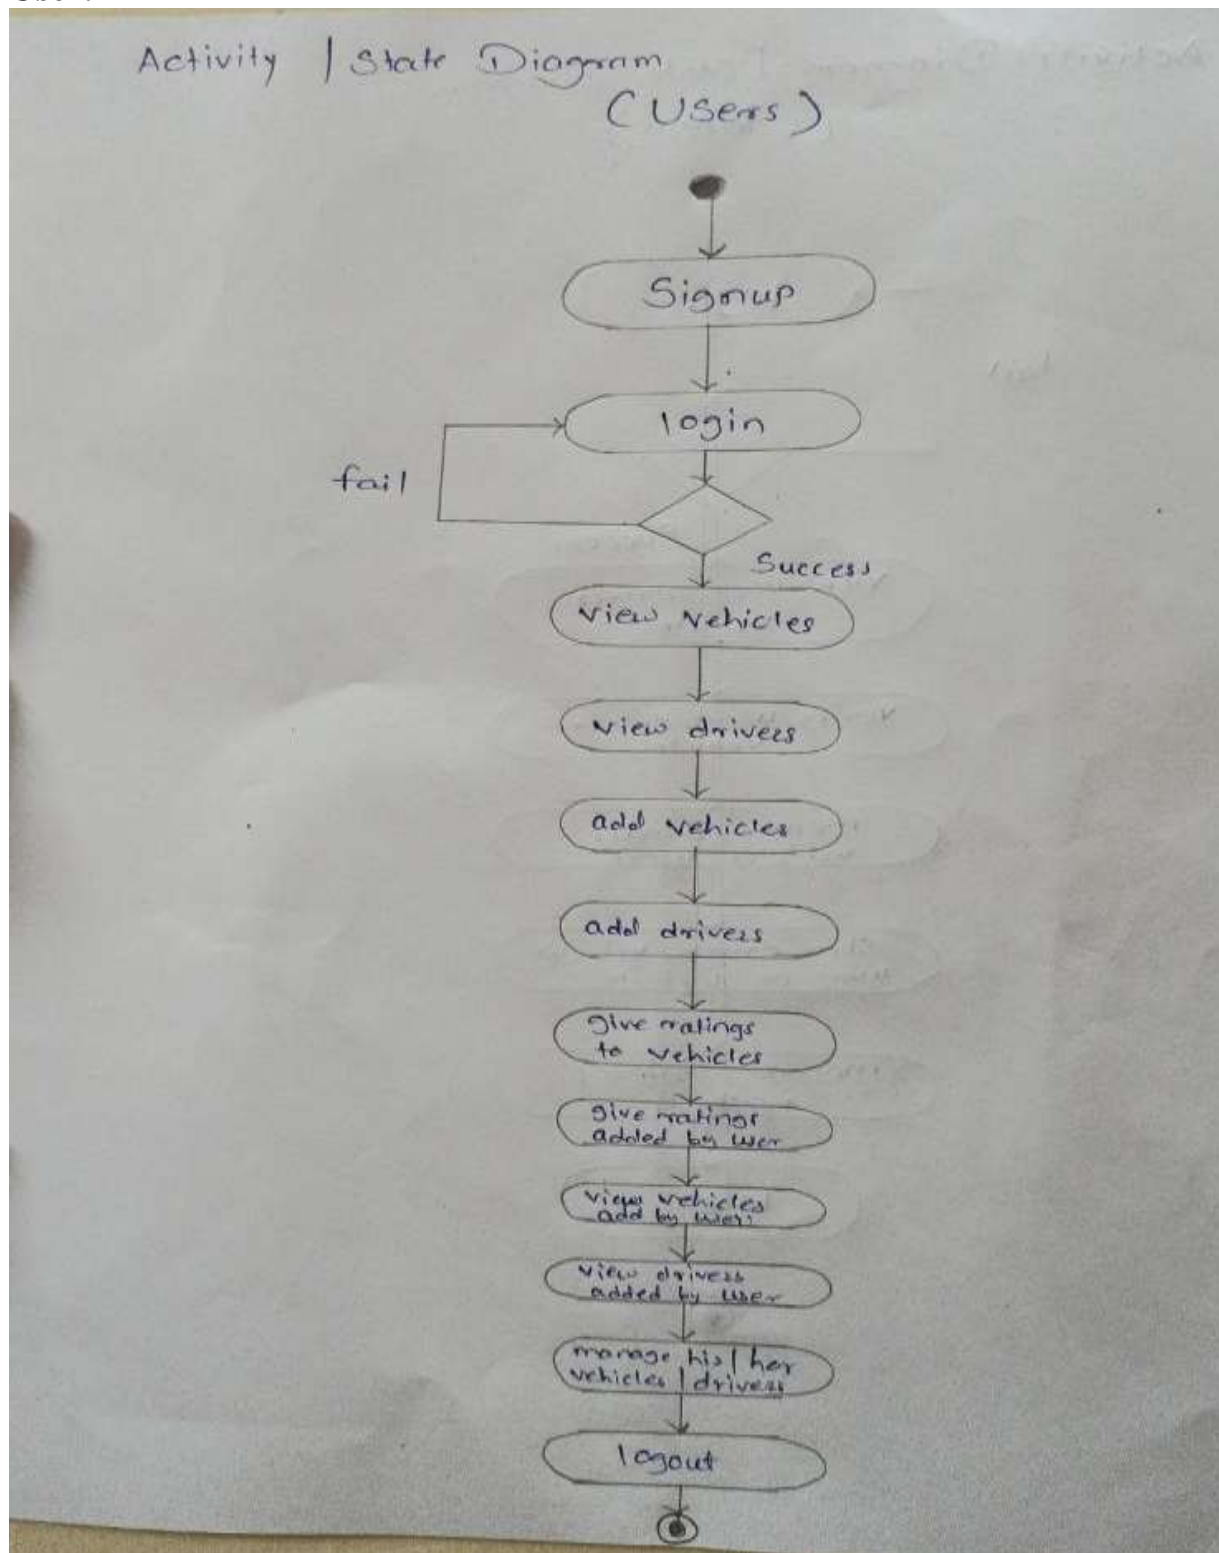 Activity / State Diagram
(Users)
Signup
login
fail
Success
view vehicles
view drivers
add vehicles
add drivers
give ratings
to vehicles
give ratings
added by user
view vehicles
add by user
view drivers
added by user
manage his/her
vehicles/drivers
logout